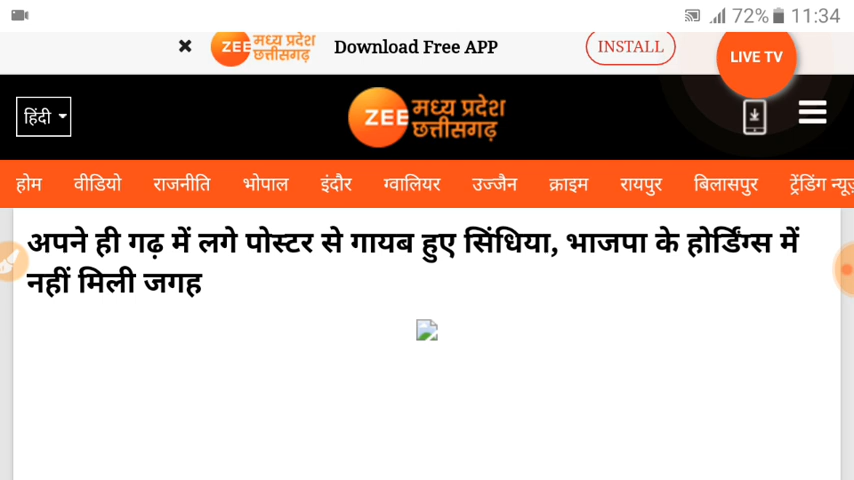 72% 11:34
ZEE मध्य प्रदेश छत्तीसगढ़ Download Free APP INSTALL LIVE TV
हिंदी ZEE मध्य प्रदेश छत्तीसगढ़
होम वीडियो राजनीति भोपाल इंदौर ग्वालियर उज्जैन क्राइम रायपुर बिलासपुर ट्रेंडिंग न्यूज़
अपने ही गढ़ में लगे पोस्टर से गायब हुए सिंधिया, भाजपा के होर्डिंग्स में
नहीं मिली जगह